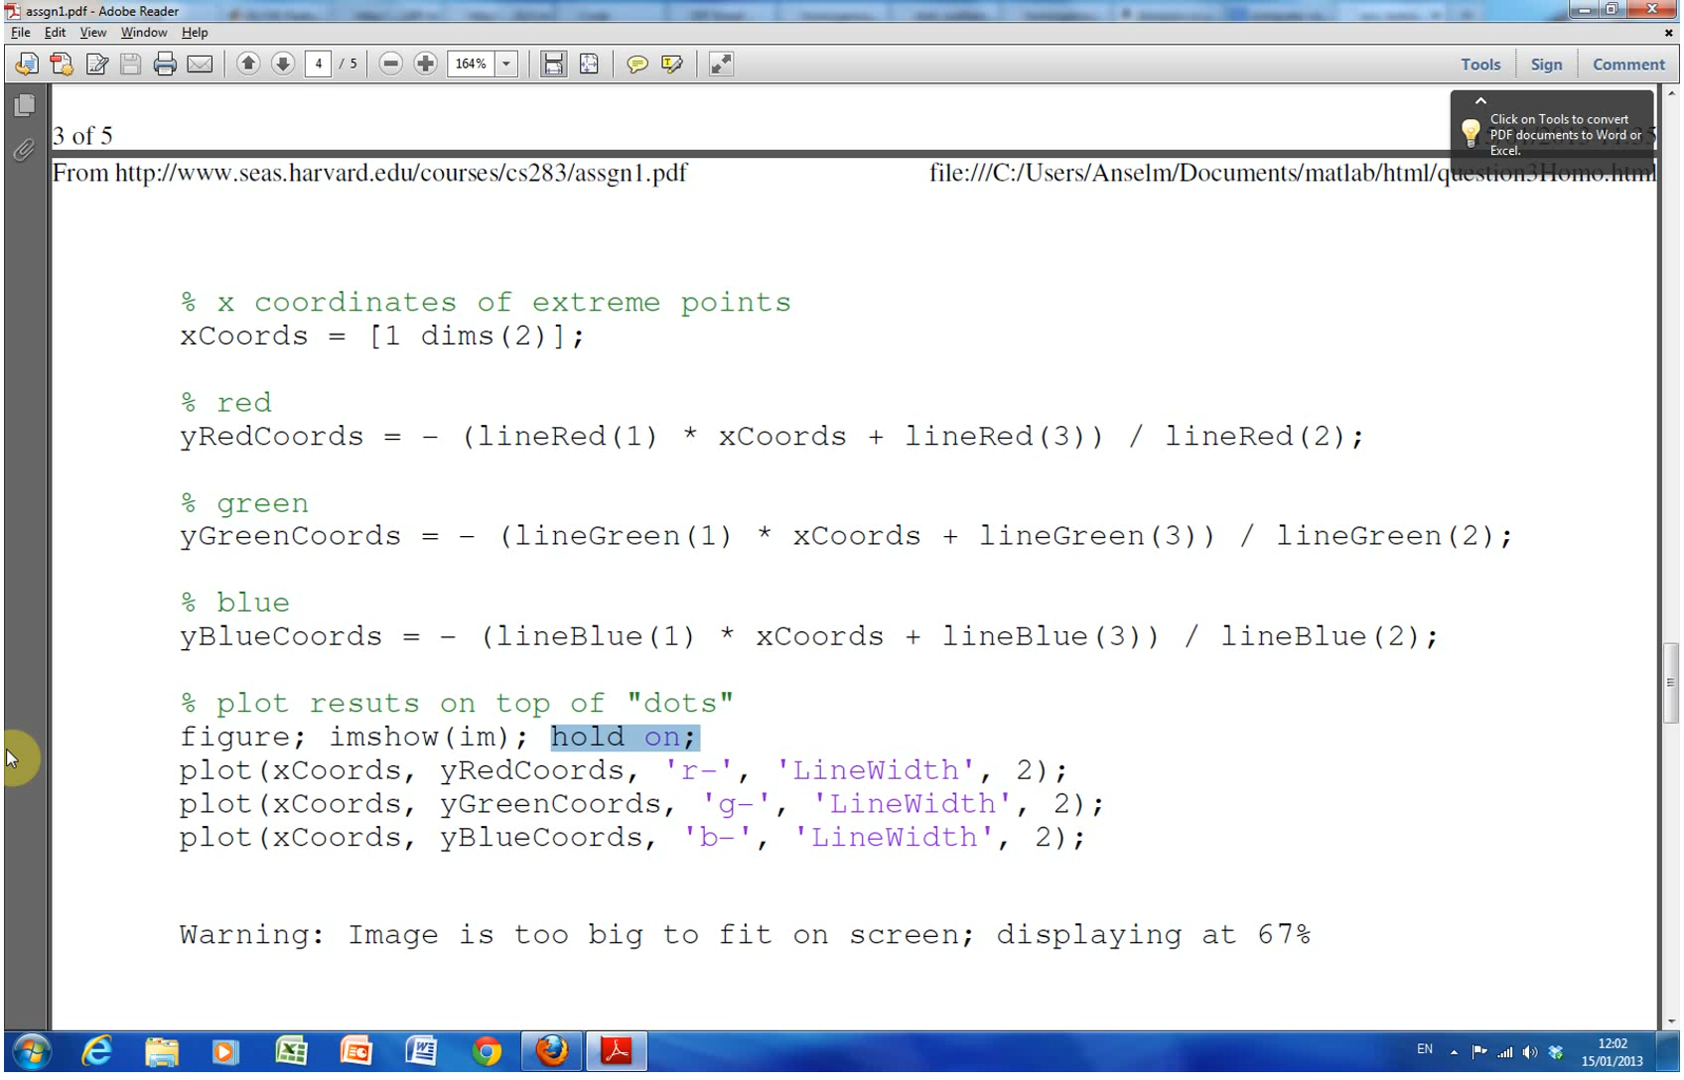 assgn1.pdf - Adobe Reader
File Edit View Window Help
4 / 5 164% Tools Sign Comment
Click on Tools to convert
PDF documents to Word or
Excel.
3 of 5
From http://www.seas.harvard.edu/courses/cs283/assgn1.pdf file:///C:/Users/Anselm/Documents/matlab/html/question3Homo.html
% x coordinates of extreme points
xCoords = [1 dims(2)];
% red
yRedCoords = - (lineRed(1) * xCoords + lineRed(3)) / lineRed(2);
% green
yGreenCoords = - (lineGreen(1) * xCoords + lineGreen(3)) / lineGreen(2);
% blue
yBlueCoords = - (lineBlue(1) * xCoords + lineBlue(3)) / lineBlue(2);
% plot resuts on top of "dots"
figure; imshow(im); hold on;
plot(xCoords, yRedCoords, 'r-', 'LineWidth', 2);
plot(xCoords, yGreenCoords, 'g-', 'LineWidth', 2);
plot(xCoords, yBlueCoords, 'b-', 'LineWidth', 2);
Warning: Image is too big to fit on screen; displaying at 67%
EN 12:02
15/01/2013